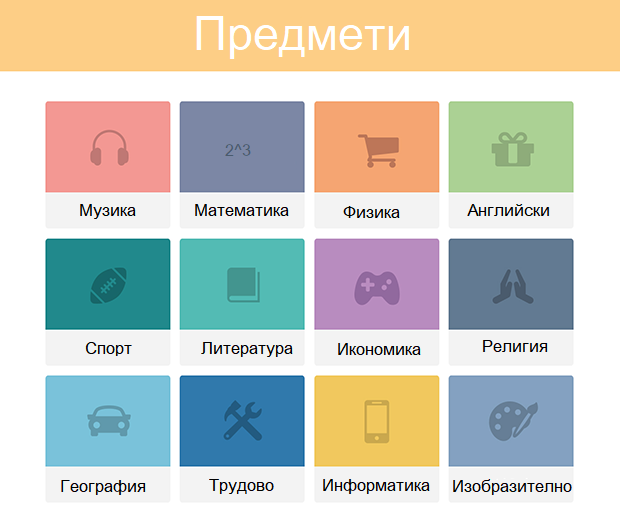 Предмети
2^3
Музика
Математика
Физика
Английски
Спорт
Литература
Икономика
Религия
География
Трудово
Информатика
Изобразително